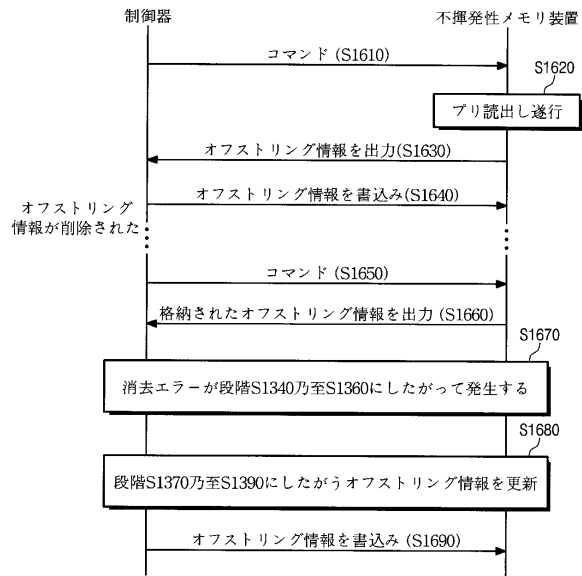 制御器
不揮発性メモリ装置
コマンド (S1610)
S1620
プリ読出し遂行
オフストリング情報を出力(S1630)
オフストリング情報を書込み(S1640)
オフストリング
情報が削除された
コマンド (S1650)
格納されたオフストリング情報を出力 (S1660)
S1670
消去エラーが段階S1340乃至S1360にしたがって発生する
S1680
段階S1370乃至S1390にしたがうオフストリング情報を更新
オフストリング情報を書込み (S1690)